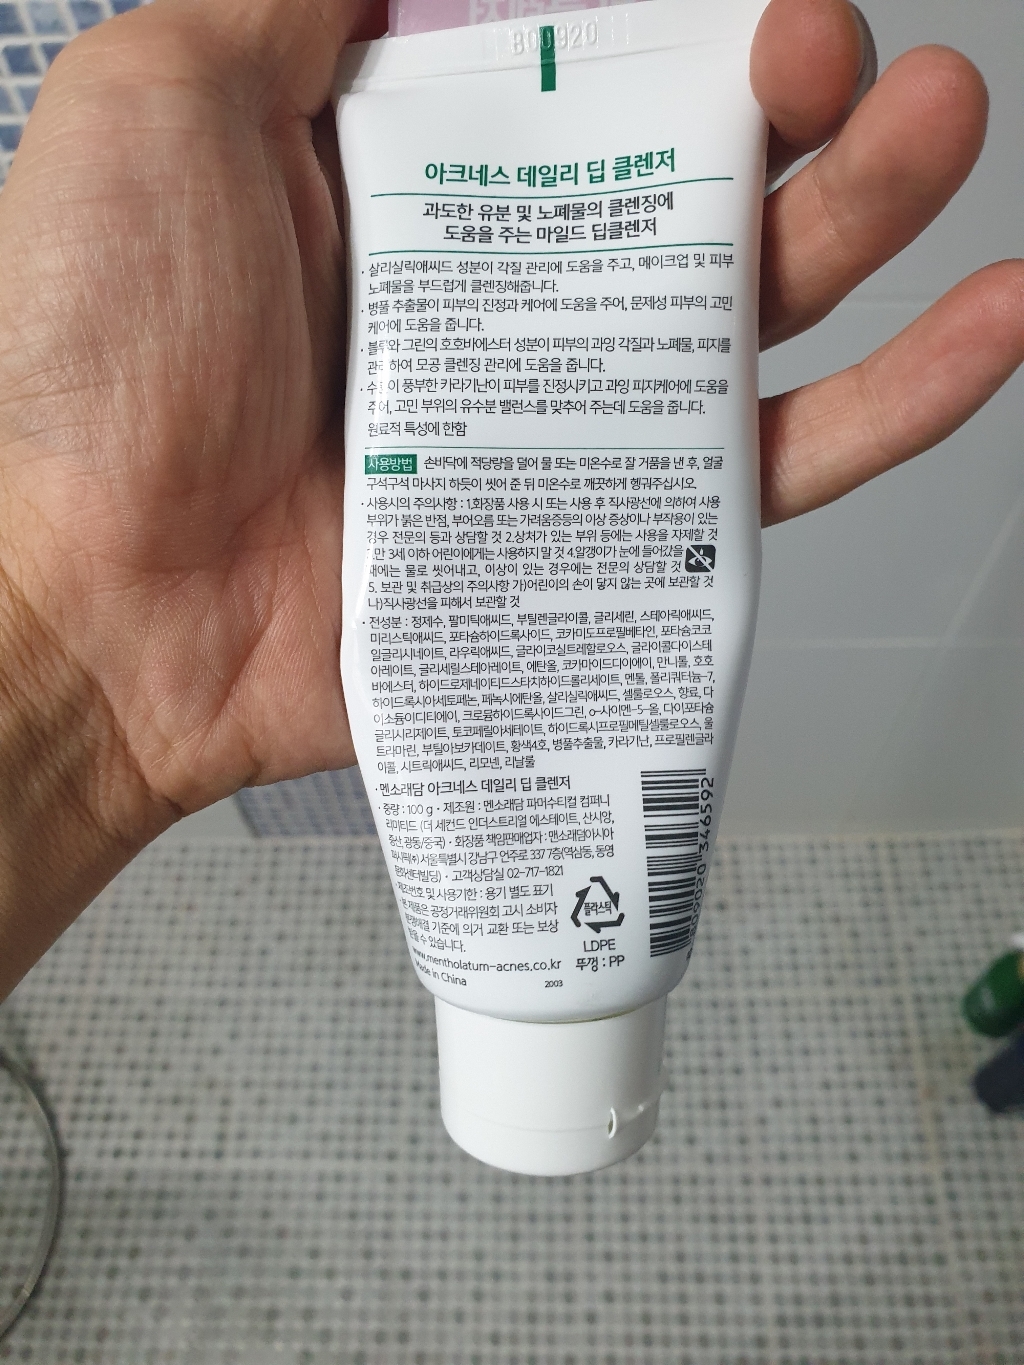 800920
아크네스 데일리 딥 클렌저
과도한 유분 및 노폐물의 클렌징에
도움을 주는 마일드 딥클렌저
· 살리실릭애씨드 성분이 각질 관리에 도움을 주고, 메이크업 및 피부
노폐물을 부드럽게 클렌징해줍니다.
· 병풀 추출물이 피부의 진정과 케어에 도움을 주어, 문제성 피부의 고민
케어에 도움을 줍니다.
· 블루와 그린의 호호바에스터 성분이 피부의 과잉 각질과 노폐물, 피지를
관리하여 모공 클렌징 관리에 도움을 줍니다.
· 수분이 풍부한 카라기난이 피부를 진정시키고 과잉 피지케어에 도움을
주어, 고민 부위의 유수분 밸런스를 맞추어 주는데 도움을 줍니다.
원료적 특성에 한함
사용방법 손바닥에 적당량을 덜어 물 또는 미온수로 잘 거품을 낸 후, 얼굴
구석구석 마사지 하듯이 씻어 준 뒤 미온수로 깨끗하게 헹궈주십시오.
· 사용시의 주의사항 : 1.화장품 사용 시 또는 사용 후 직사광선에 의하여 사용
부위가 붉은 반점, 부어오름 또는 가려움증등의 이상 증상이나 부작용이 있는
경우 전문의 등과 상담할 것 2.상처가 있는 부위 등에는 사용을 자제할 것
3.만 3세 이하 어린이에게는 사용하지 말 것 4.알갱이가 눈에 들어갔을
때에는 물로 씻어내고, 이상이 있는 경우에는 전문의 상담할 것
5. 보관 및 취급상의 주의사항 가)어린이의 손이 닿지 않는 곳에 보관할 것
나)직사광선을 피해서 보관할 것
· 전성분 : 정제수, 팔미틱애씨드, 부틸렌글라이콜, 글리세린, 스테아릭애씨드,
미리스틱애씨드, 포타슘하이드록사이드, 코카미도프로필베타인, 포타슘코코
일글리시네이트, 라우릭애씨드, 글라이코실트레할로오스, 글라이콜다이스테
아레이트, 글리세릴스테아레이트, 에탄올, 코카마이드다이에이, 만니톨, 호호
바에스터, 하이드로제네이티드스타치하이드롤리세이트, 멘톨, 폴리쿼터늄-7,
하이드록시아세토페논, 페녹시에탄올, 살리실릭애씨드, 셀룰로오스, 향료, 다
이소듐이디티에이, 크로뮴하이드록사이드그린, o-사이멘-5-올, 다이포타슘
글리시리제이트, 토코페릴아세테이트, 하이드록시프로필메틸셀룰로오스, 울
트라마린, 부틸아보카데이트, 황색4호, 병풀추출물, 카라기난, 프로필렌글라
이콜, 시트릭애씨드, 리모넨, 리날룰
· 멘소래담 아크네스 데일리 딥 클렌저
· 중량 : 100 g · 제조원 : 멘소래담 파마수티컬 컴퍼니
리미티드 (더 세컨드 인더스트리얼 에스테이트, 산시앙,
중산, 광동/중국) · 화장품 책임판매업자 : 맨소래담아시아
퍼시픽㈜ 서울특별시 강남구 언주로 337 7층(역삼동, 동영
문화센터빌딩) · 고객상담실 02-717-1821
· 제조번호 및 사용기한 : 용기 별도 표기
· 본 제품은 공정거래위원회 고시 소비자
분쟁해결 기준에 의거 교환 또는 보상
받을 수 있습니다.
www.mentholatum-acnes.co.kr
Made in China
2003
플라스틱
LDPE
뚜껑 : PP
346592